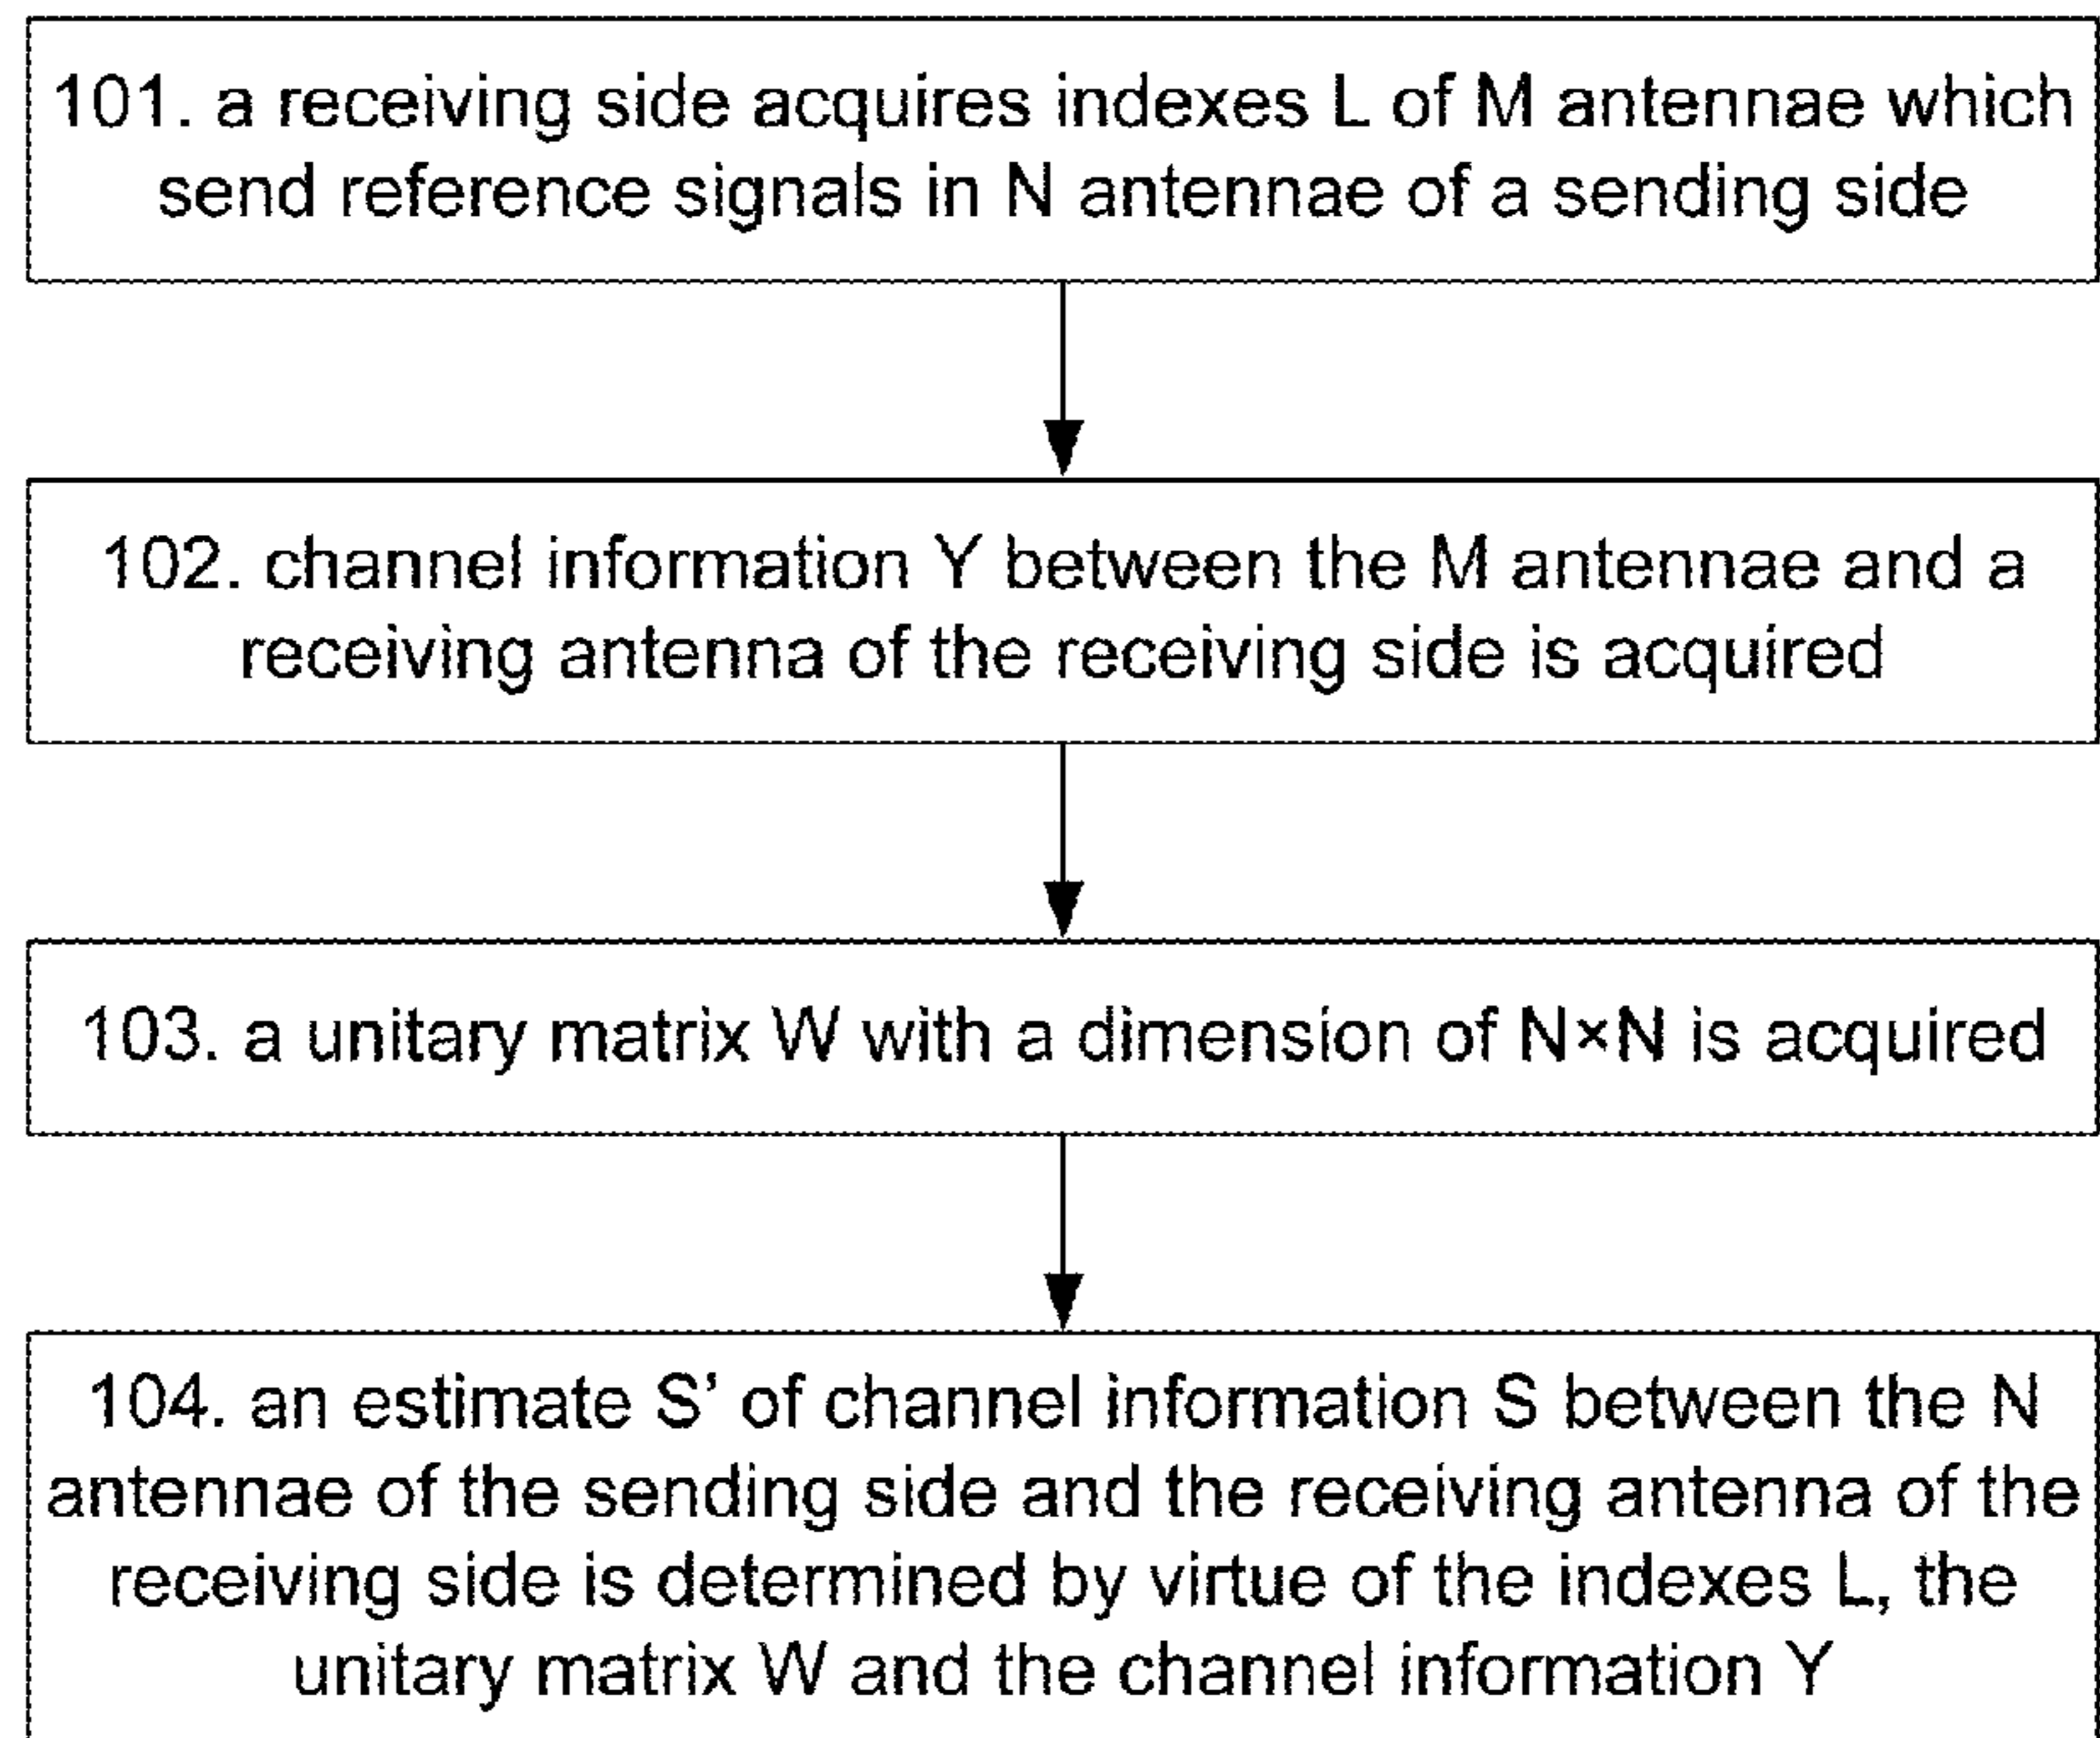 101. a receiving side acquires indexes L of M antennae which
send reference signals in N antennae of a sending side
102. channel information Y between the M antennae and a
receiving antenna of the receiving side is acquired
103. a unitary matrix W with a dimension of N×N is acquired
104. an estimate S' of channel information S between the N
antennae of the sending side and the receiving antenna of the
receiving side is determined by virtue of the indexes L, the
unitary matrix W and the channel information Y